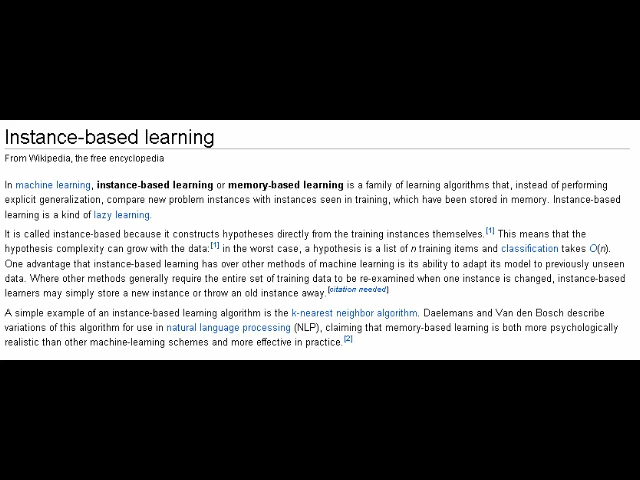 Instance-based learning
From Wikipedia, the free encyclopedia
In machine learning, instance-based learning or memory-based learning is a family of learning algorithms that, instead of performing
explicit generalization, compare new problem instances with instances seen in training, which have been stored in memory. Instance-based
learning is a kind of lazy learning.
It is called instance-based because it constructs hypotheses directly from the training instances themselves.[1] This means that the
hypothesis complexity can grow with the data:[1] in the worst case, a hypothesis is a list of n training items and classification takes O(n).
One advantage that instance-based learning has over other methods of machine learning is its ability to adapt its model to previously unseen
data. Where other methods generally require the entire set of training data to be re-examined when one instance is changed, instance-based
learners may simply store a new instance or throw an old instance away.[citation needed]
A simple example of an instance-based learning algorithm is the k-nearest neighbor algorithm. Daelemans and Van den Bosch describe
variations of this algorithm for use in natural language processing (NLP), claiming that memory-based learning is both more psychologically
realistic than other machine-learning schemes and more effective in practice.[2]